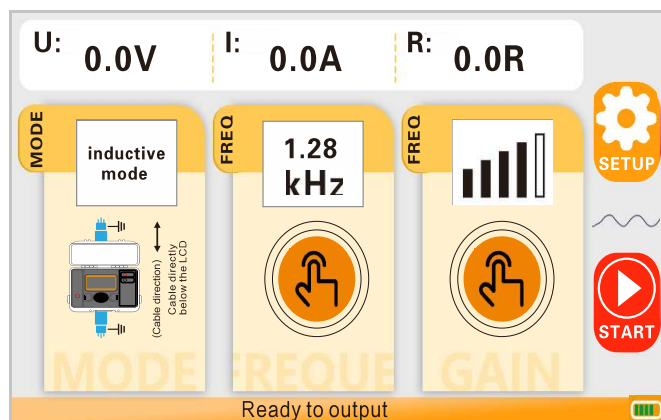 U: 0.0V I: 0.0A R: 0.0R
MODE
inductive
mode
(Cable direction)
Cable directly
below the LCD
MODE
FREQ
1.28
kHz
FREQUE
FREQ
GAIN
SETUP
START
Ready to output